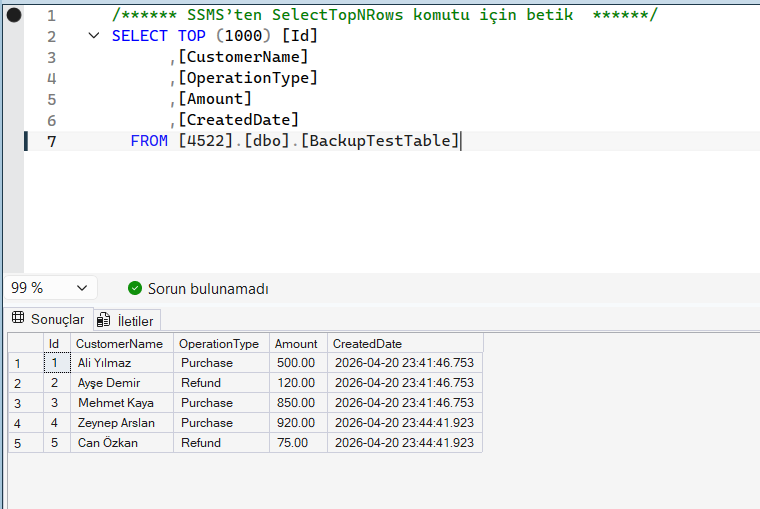 1 /****** SSMS’ten SelectTopNRows komutu için betik ******/
2 SELECT TOP (1000) [Id]
3 ,[CustomerName]
4 ,[OperationType]
5 ,[Amount]
6 ,[CreatedDate]
7 FROM [4522].[dbo].[BackupTestTable]
99 % Sorun bulunamadı
Sonuçlar İletiler
Id CustomerName OperationType Amount CreatedDate
1 1 Ali Yılmaz Purchase 500.00 2026-04-20 23:41:46.753
2 2 Ayşe Demir Refund 120.00 2026-04-20 23:41:46.753
3 3 Mehmet Kaya Purchase 850.00 2026-04-20 23:41:46.753
4 4 Zeynep Arslan Purchase 920.00 2026-04-20 23:44:41.923
5 5 Can Özkan Refund 75.00 2026-04-20 23:44:41.923